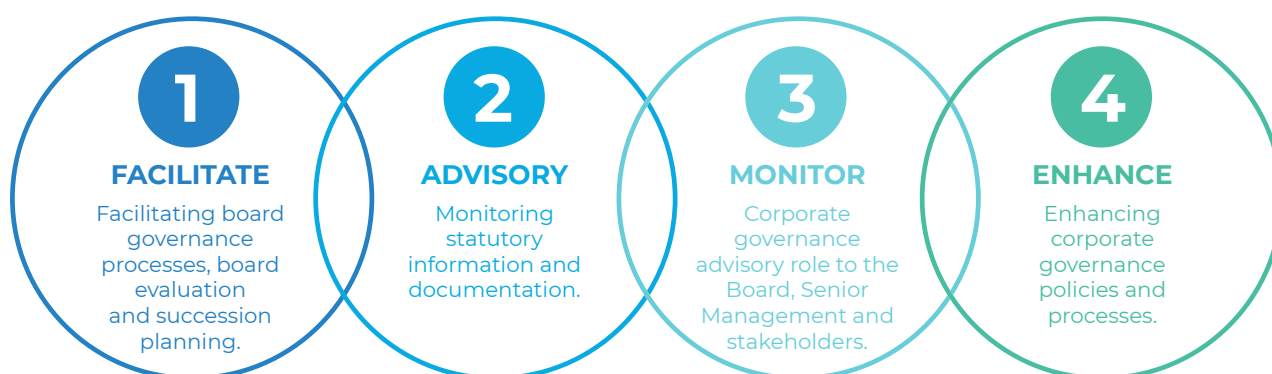 1
FACILITATE
Facilitating board
governance
processes, board
evaluation
and succession
planning.
2
ADVISORY
Monitoring
statutory
information and
documentation.
3
MONITOR
Corporate
governance
advisory role to the
Board, Senior
Management and
stakeholders.
4
ENHANCE
Enhancing
corporate
governance
policies and
processes.